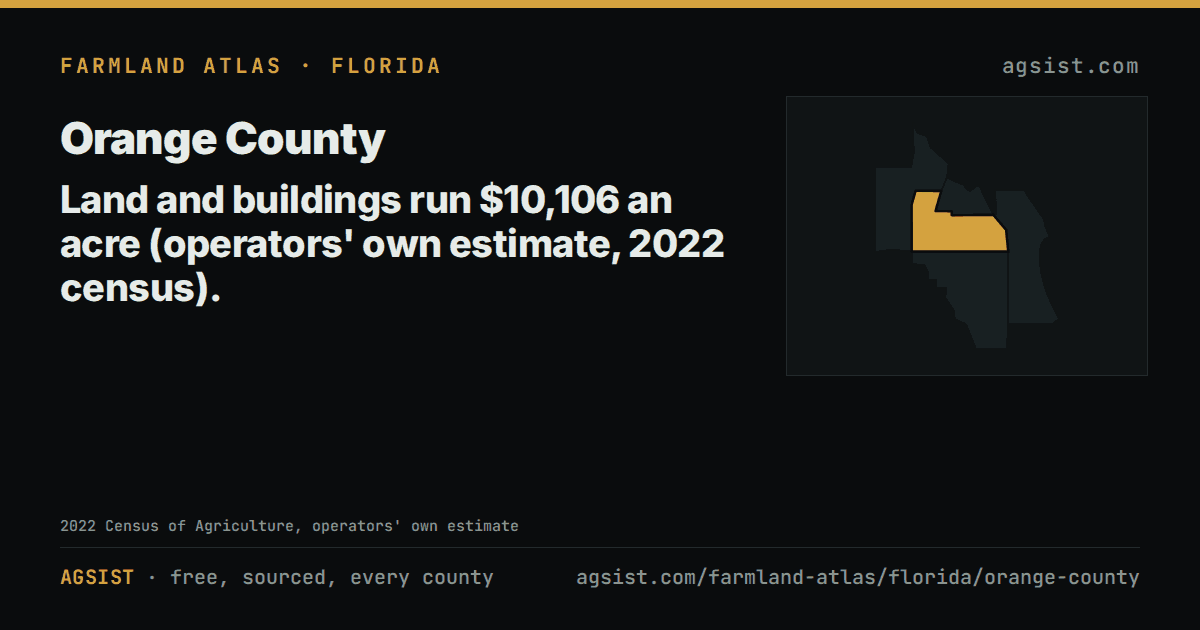 FARMLAND ATLAS · FLORIDA
agsist.com
Orange County
Land and buildings run $10,106 an
acre (operators' own estimate, 2022
census).
2022 Census of Agriculture, operators' own estimate
AGSIST · free, sourced, every county
agsist.com/farmland-atlas/florida/orange-county